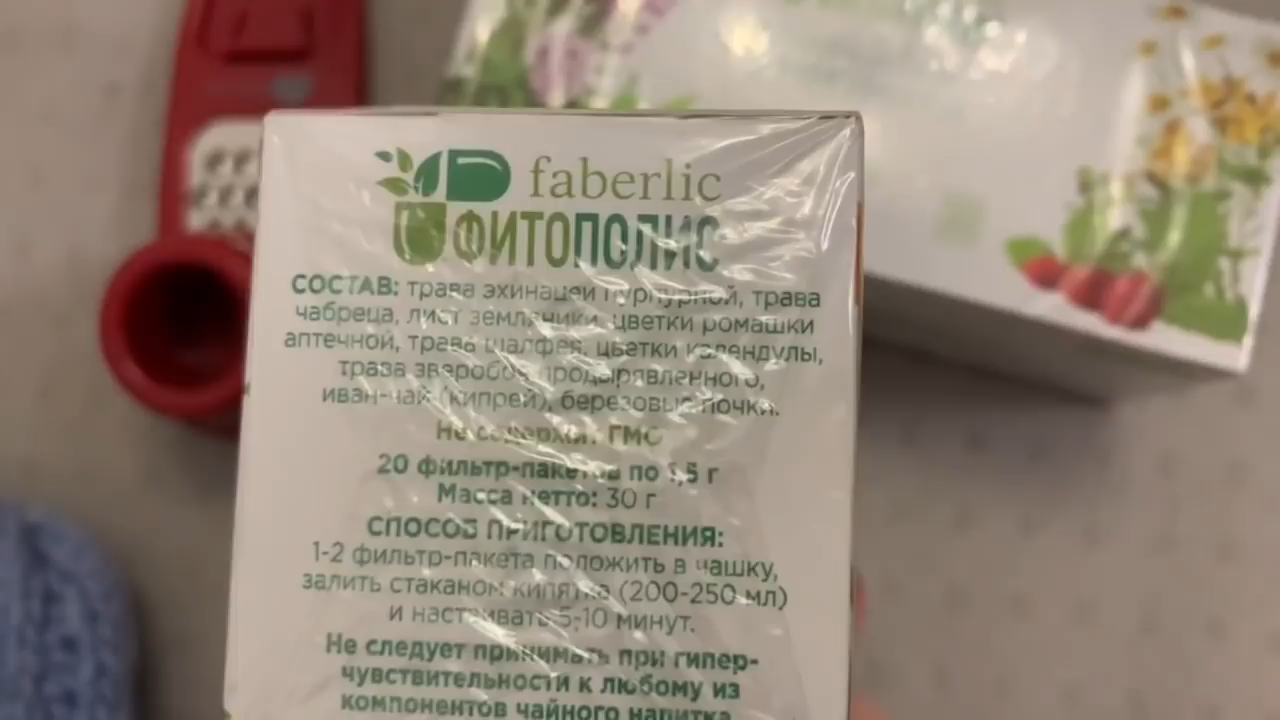 faberlic
ФИТОПОЛИС
СОСТАВ: трава эхинацеи пурпурной, трава
чабреца, лист земляники, цветки ромашки
аптечной, трава шалфея, цветки календулы,
трава зверобоя продырявленного,
иван-чай (кипрей), березовые почки.
Не содержит ГМО
20 фильтр-пакетов по 1,5 г
Масса нетто: 30 г
СПОСОБ ПРИГОТОВЛЕНИЯ:
1-2 фильтр-пакета положить в чашку,
залить стаканом кипятка (200-250 мл)
и настаивать 5-10 минут.
Не следует принимать при гипер-
чувствительности к любому из
компонентов чайного напитка